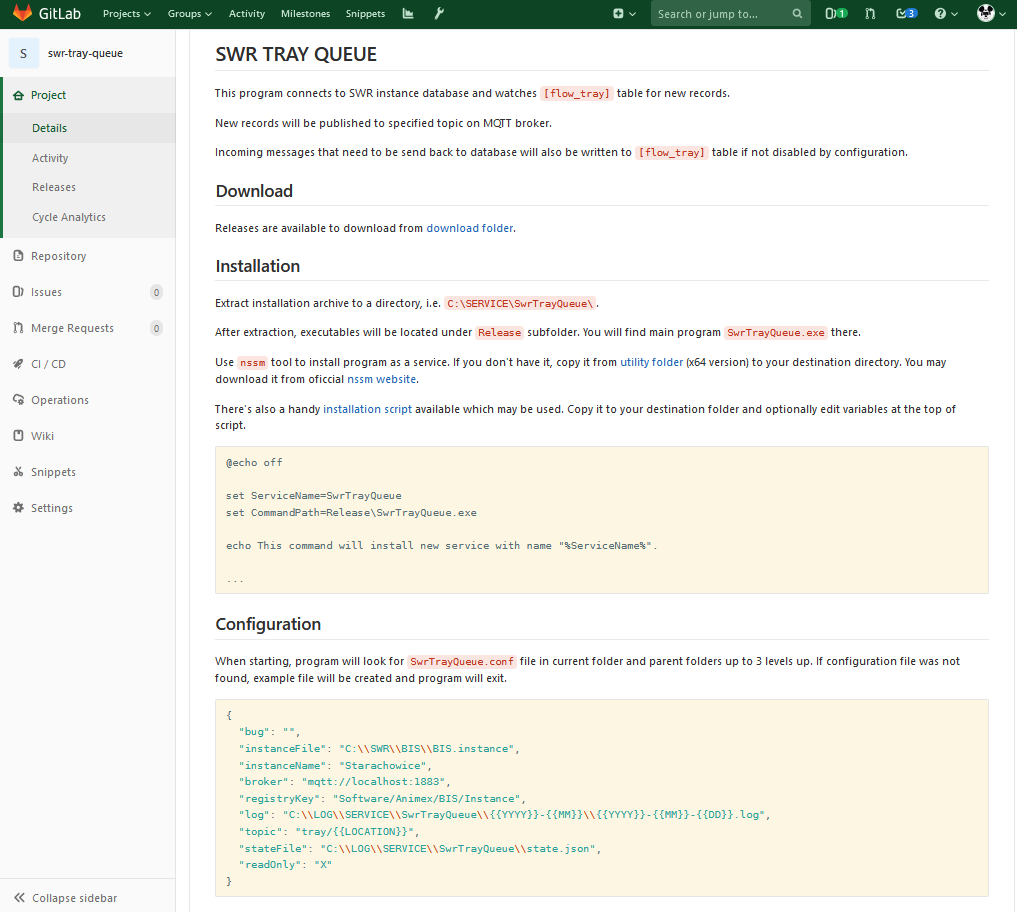 GitLab Projects Groups Activity Milestones Snippets Search or jump to... 1 3
S swr-tray-queue
Project
Details
Activity
Releases
Cycle Analytics
Repository
Issues 0
Merge Requests 0
CI / CD
Operations
Wiki
Snippets
Settings
Collapse sidebar
SWR TRAY QUEUE
This program connects to SWR instance database and watches [flow_tray] table for new records.
New records will be published to specified topic on MQTT broker.
Incoming messages that need to be send back to database will also be written to [flow_tray] table if not disabled by configuration.
Download
Releases are available to download from download folder.
Installation
Extract installation archive to a directory, i.e. C:\SERVICE\SwrTrayQueue\.
After extraction, executables will be located under Release subfolder. You will find main program SwrTrayQueue.exe there.
Use nssm tool to install program as a service. If you don't have it, copy it from utility folder (x64 version) to your destination directory. You may
download it from oficcial nssm website.
There's also a handy installation script available which may be used. Copy it to your destination folder and optionally edit variables at the top of
script.
@echo off
set ServiceName=SwrTrayQueue
set CommandPath=Release\SwrTrayQueue.exe
echo This command will install new service with name "%ServiceName%".
...
Configuration
When starting, program will look for SwrTrayQueue.conf file in current folder and parent folders up to 3 levels up. If configuration file was not
found, example file will be created and program will exit.
{
"bug": "",
"instanceFile": "C:\\SWR\\BIS\\BIS.instance",
"instanceName": "Starachowice",
"broker": "mqtt://localhost:1883",
"registryKey": "Software/Animex/BIS/Instance",
"log": "C:\\LOG\\SERVICE\\SwrTrayQueue\\{{YYYY}}-{{MM}}\\{{YYYY}}-{{MM}}-{{DD}}.log",
"topic": "tray/{{LOCATION}}",
"stateFile": "C:\\LOG\\SERVICE\\SwrTrayQueue\\state.json",
"readOnly": "X"
}